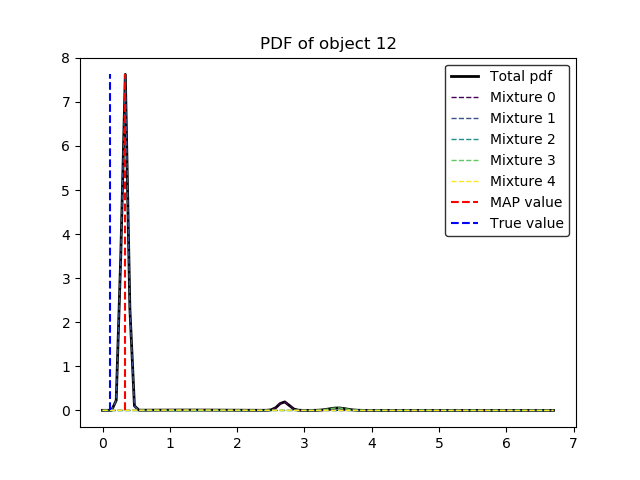 PDF of object 12
8
7
6
5
4
3
2
1
0
0 1 2 3 4 5 6 7
Total pdf
Mixture 0
Mixture 1
Mixture 2
Mixture 3
Mixture 4
MAP value
True value